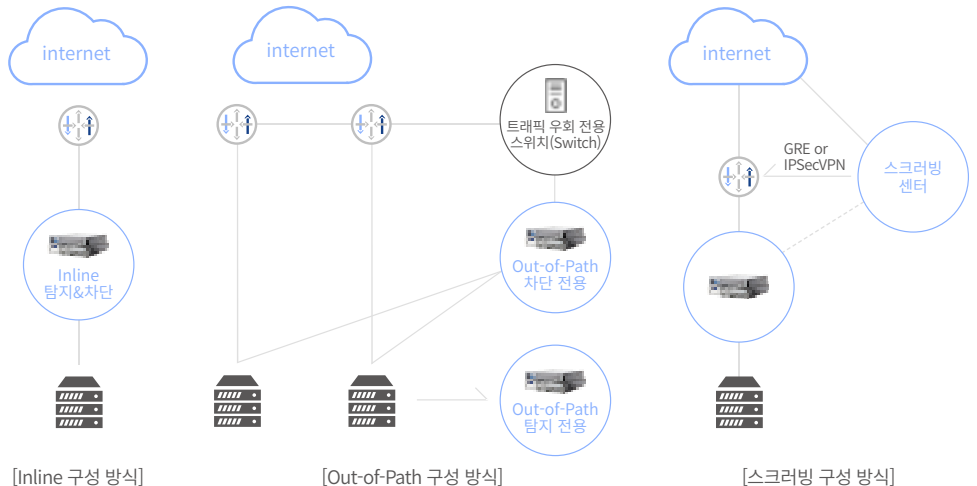 internet
Inline
탐지&차단
[Inline 구성 방식]
internet
트래픽 우회 전용
스위치(Switch)
Out-of-Path
차단 전용
Out-of-Path
탐지 전용
[Out-of-Path 구성 방식]
internet
GRE or
IPSecVPN
스크러빙
센터
[스크러빙 구성 방식]